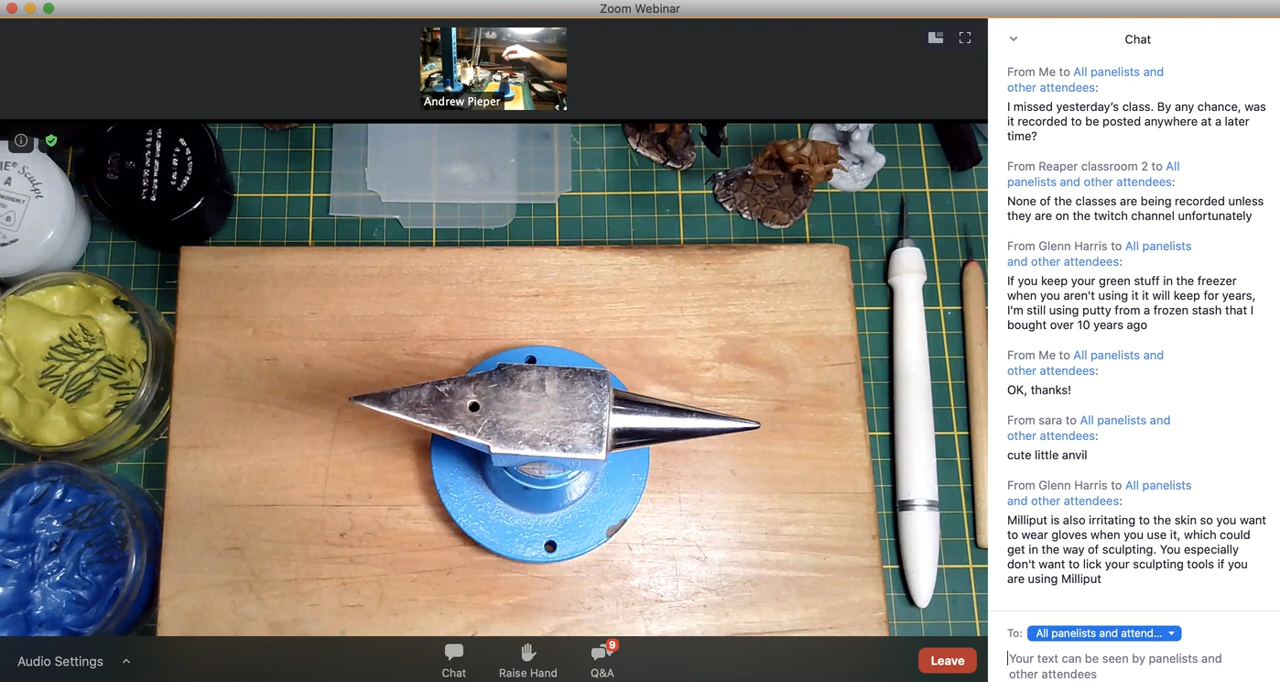 Zoom Webinar
Andrew Pieper
Sculpt
A
B
Chat
From Me to All panelists and
other attendees:
I missed yesterday's class. By any chance, was
it recorded to be posted anywhere at a later
time?
From Reaper classroom 2 to All
panelists and other attendees:
None of the classes are being recorded unless
they are on the twitch channel unfortunately
From Glenn Harris to All panelists
and other attendees:
If you keep your green stuff in the freezer
when you aren't using it it will keep for years,
I'm still using putty from a frozen stash that I
bought over 10 years ago
From Me to All panelists and
other attendees:
OK, thanks!
From sara to All panelists and
other attendees:
cute little anvil
From Glenn Harris to All panelists
and other attendees:
Milliput is also irritating to the skin so you want
to wear gloves when you use it, which could
get in the way of sculpting. You especially
don't want to lick your sculpting tools if you
are using Milliput
To: All panelists and attend...
Your text can be seen by panelists and
other attendees
Audio Settings
Chat
Raise Hand
9
Q&A
Leave